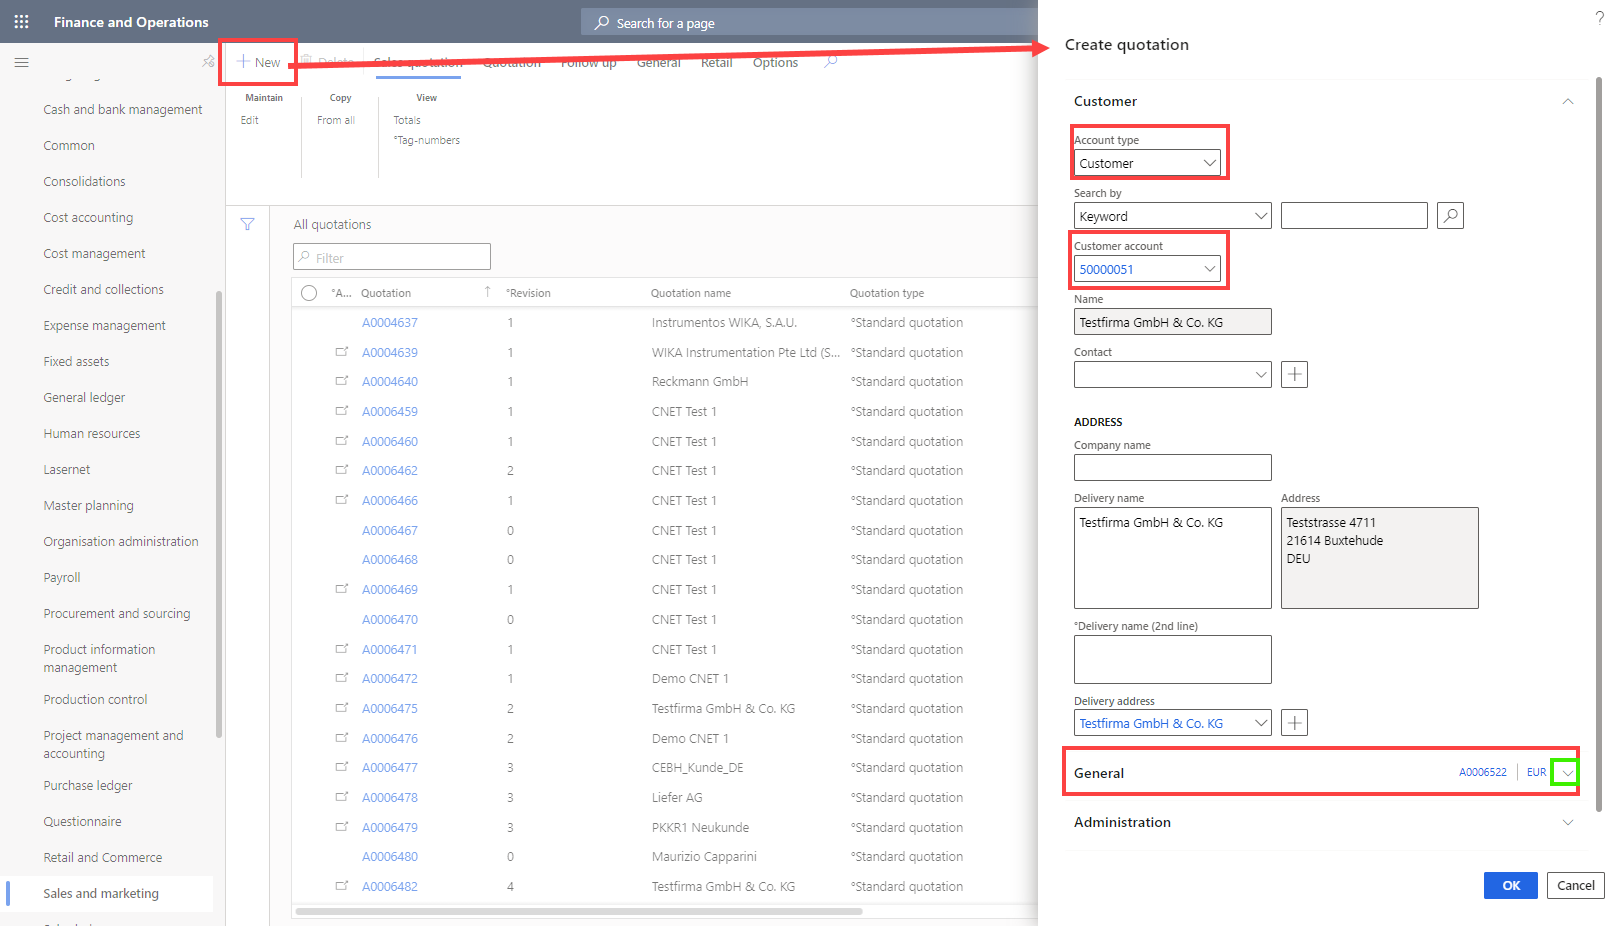 Finance and Operations
Search for a page
?
New
Delete
Sales quotation
Quotation
Follow up
General
Retail
Options
Maintain
Copy
View
Edit
From all
Totals
°Tag-numbers
Cash and bank management
Common
Consolidations
Cost accounting
Cost management
Credit and collections
Expense management
Fixed assets
General ledger
Human resources
Lasernet
Master planning
Organisation administration
Payroll
Procurement and sourcing
Product information
management
Production control
Project management and
accounting
Purchase ledger
Questionnaire
Retail and Commerce
Sales and marketing
All quotations
Filter
°A... Quotation °Revision Quotation name Quotation type
A0004637 1 Instrumentos WIKA, S.A.U. °Standard quotation
A0004639 1 WIKA Instrumentation Pte Ltd (S... °Standard quotation
A0004640 1 Reckmann GmbH °Standard quotation
A0006459 1 CNET Test 1 °Standard quotation
A0006460 1 CNET Test 1 °Standard quotation
A0006462 2 CNET Test 1 °Standard quotation
A0006466 1 CNET Test 1 °Standard quotation
A0006467 0 CNET Test 1 °Standard quotation
A0006468 0 CNET Test 1 °Standard quotation
A0006469 1 CNET Test 1 °Standard quotation
A0006470 0 CNET Test 1 °Standard quotation
A0006471 1 CNET Test 1 °Standard quotation
A0006472 1 Demo CNET 1 °Standard quotation
A0006475 2 Testfirma GmbH & Co. KG °Standard quotation
A0006476 2 Demo CNET 1 °Standard quotation
A0006477 3 CEBH_Kunde_DE °Standard quotation
A0006478 3 Liefer AG °Standard quotation
A0006479 3 PKKR1 Neukunde °Standard quotation
A0006480 0 Maurizio Capparini °Standard quotation
A0006482 4 Testfirma GmbH & Co. KG °Standard quotation
Create quotation
Customer
Account type
Customer
Search by
Keyword
Customer account
50000051
Name
Testfirma GmbH & Co. KG
Contact
ADDRESS
Company name
Delivery name
Testfirma GmbH & Co. KG
Address
Teststrasse 4711
21614 Buxtehude
DEU
°Delivery name (2nd line)
Delivery address
Testfirma GmbH & Co. KG
General A0006522 EUR
Administration
OK
Cancel